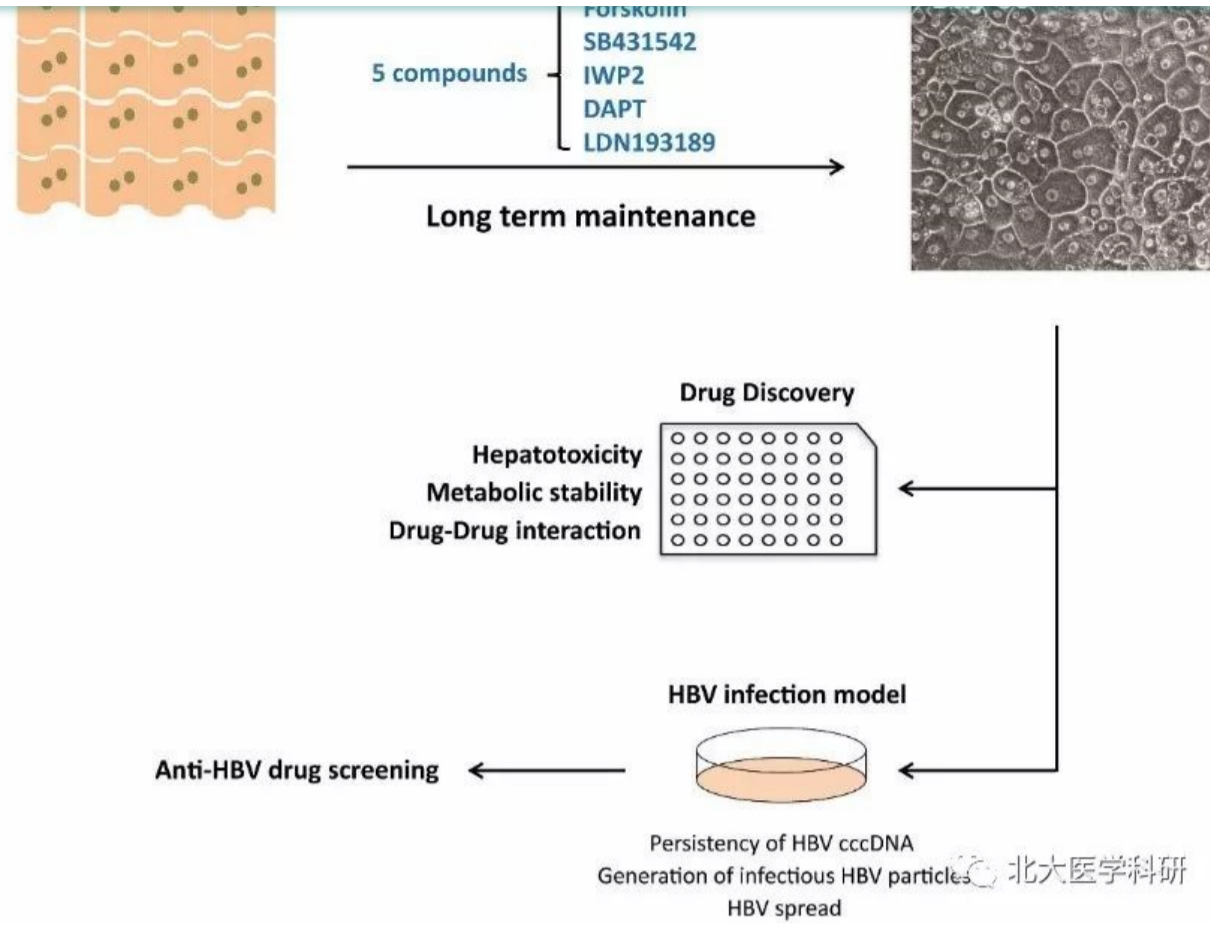 Forskolin
SB431542
5 compounds
IWP2
DAPT
LDN193189
Long term maintenance
Drug Discovery
Hepatotoxicity
Metabolic stability
Drug-Drug interaction
HBV infection model
Anti-HBV drug screening
Persistency of HBV cccDNA
Generation of infectious HBV particles
HBV spread
北大医学科研